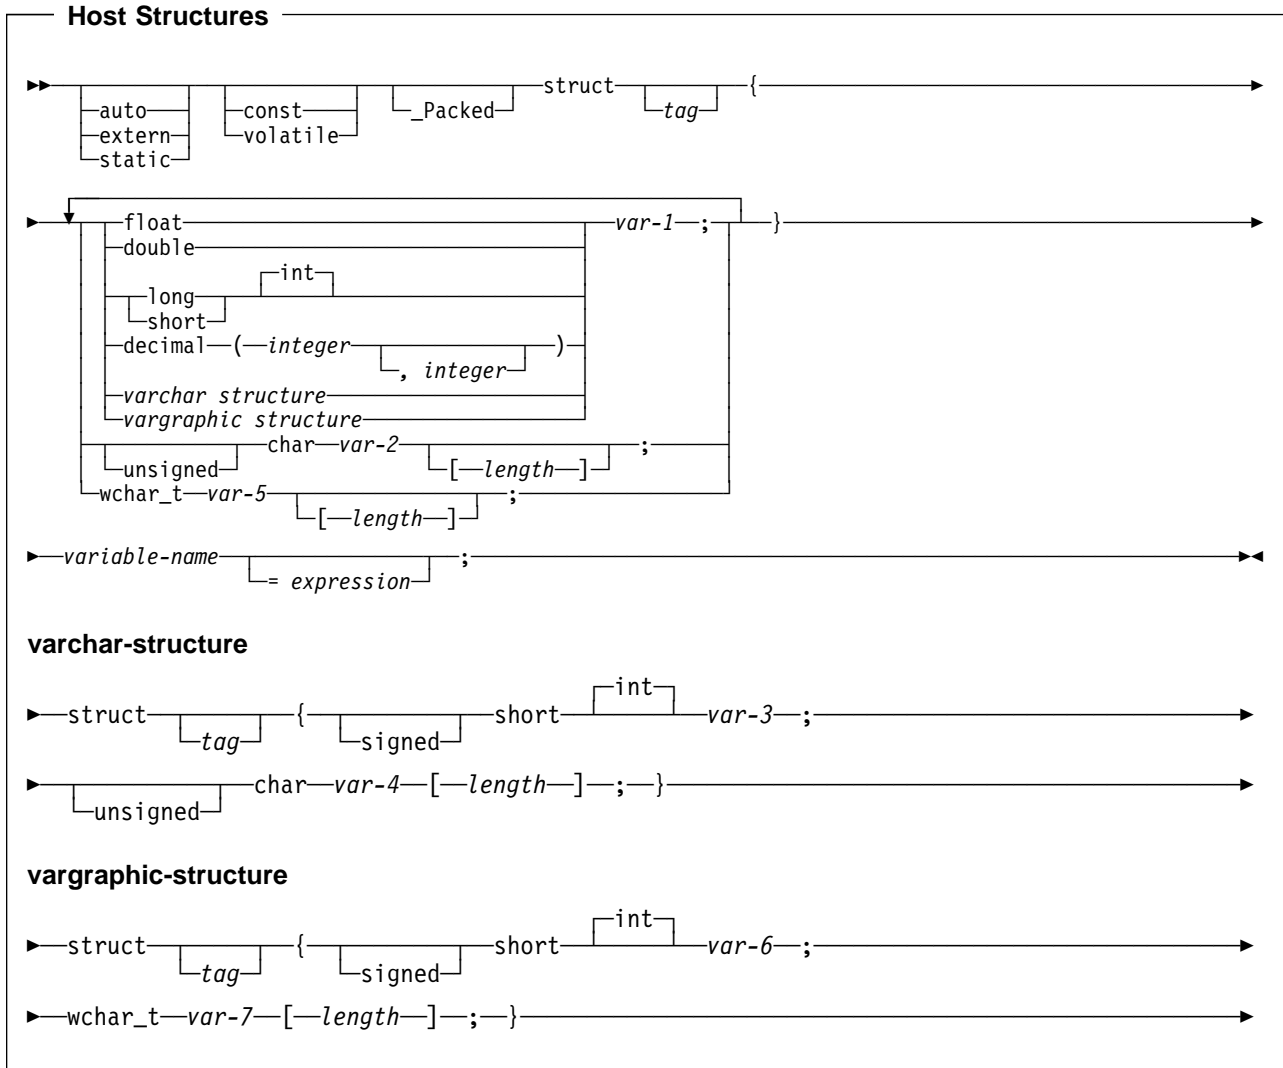 Host Structures
struct {
auto const _Packed tag
extern volatile
static
float var-1 ; }
double
int
long
short
decimal ( integer )
, integer
varchar structure
vargraphic structure
char var-2 ;
unsigned [ length ]
wchar_t var-5 ;
[ length ]
variable-name ;
= expression
varchar-structure
int
struct { short var-3 ;
tag signed
char var-4 [ length ] ; }
unsigned
vargraphic-structure
int
struct { short var-6 ;
tag signed
wchar_t var-7 [ length ] ; }